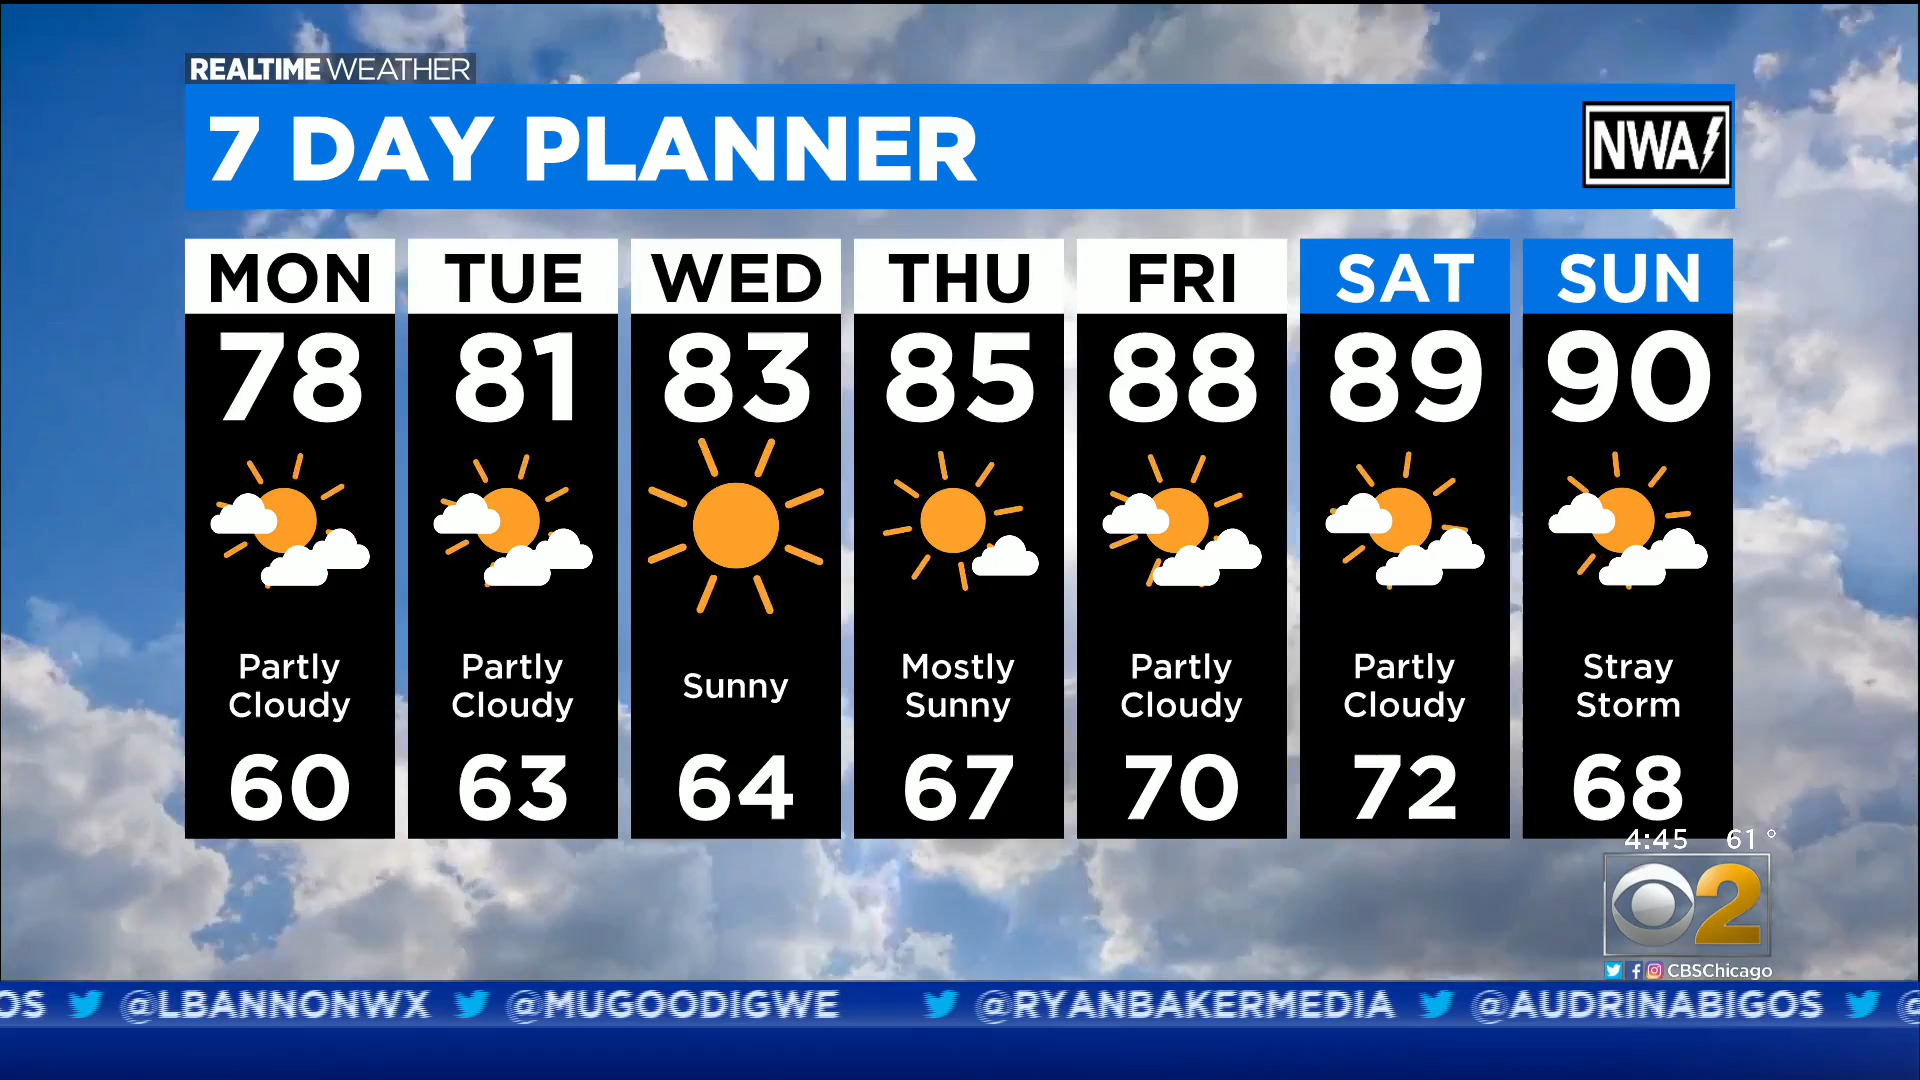 REALTIME WEATHER
7 DAY PLANNER
NWA
MON TUE WED THU FRI SAT SUN
78 81 83 85 88 89 90
Partly Cloudy
Partly Cloudy
Sunny
Mostly Sunny
Partly Cloudy
Partly Cloudy
Stray Storm
60 63 64 67 70 72 68
4:45 61°
2
CBSChicago
OS @LBANNONWX @MUGOODIGWE @RYANBAKERMEDIA @AUDRINABIGOS @